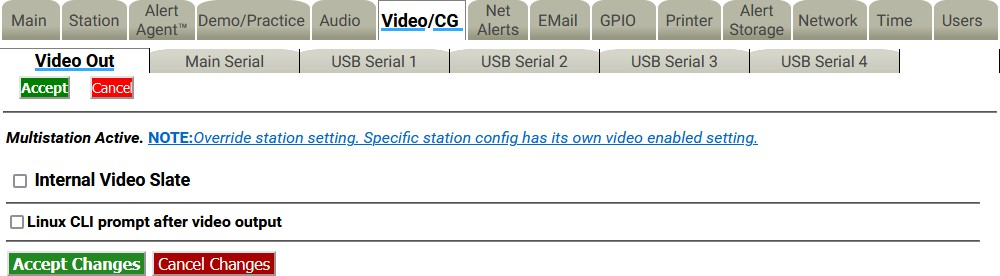 Main Station Alert Agent™ Demo/Practice Audio Video/CG Net Alerts EMail GPIO Printer Alert Storage Network Time Users
Video Out Main Serial USB Serial 1 USB Serial 2 USB Serial 3 USB Serial 4
Accept Cancel
Multistation Active. NOTE:Override station setting. Specific station config has its own video enabled setting.
Internal Video Slate
Linux CLI prompt after video output
Accept Changes Cancel Changes